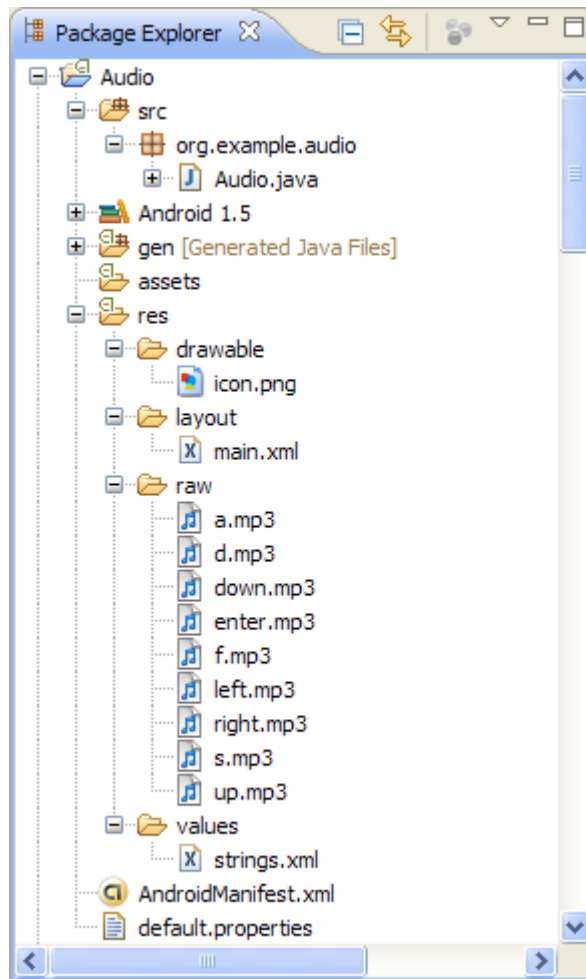 Package Explorer
Audio
src
org.example.audio
Audio.java
Android 1.5
gen [Generated Java Files]
assets
res
drawable
icon.png
layout
main.xml
raw
a.mp3
d.mp3
down.mp3
enter.mp3
f.mp3
left.mp3
right.mp3
s.mp3
up.mp3
values
strings.xml
AndroidManifest.xml
default.properties